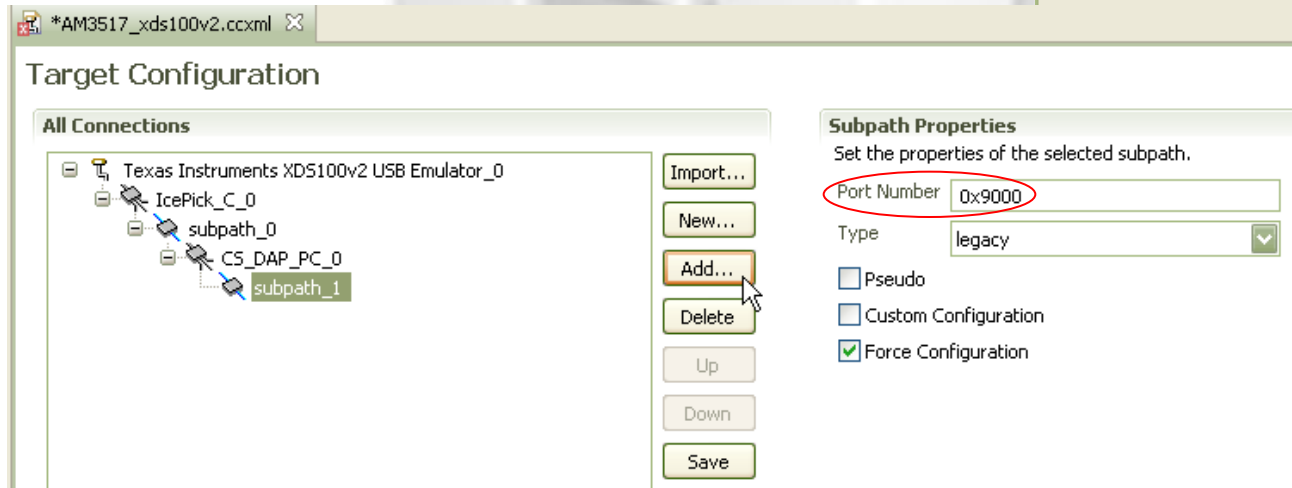 *AM3517_xds100v2.ccxml
Target Configuration
All Connections
Texas Instruments XDS100v2 USB Emulator_0
IcePick_C_0
subpath_0
CS_DAP_PC_0
subpath_1
Import...
New...
Add...
Delete
Up
Down
Save
Subpath Properties
Set the properties of the selected subpath.
Port Number 0x9000
Type legacy
Pseudo
Custom Configuration
Force Configuration